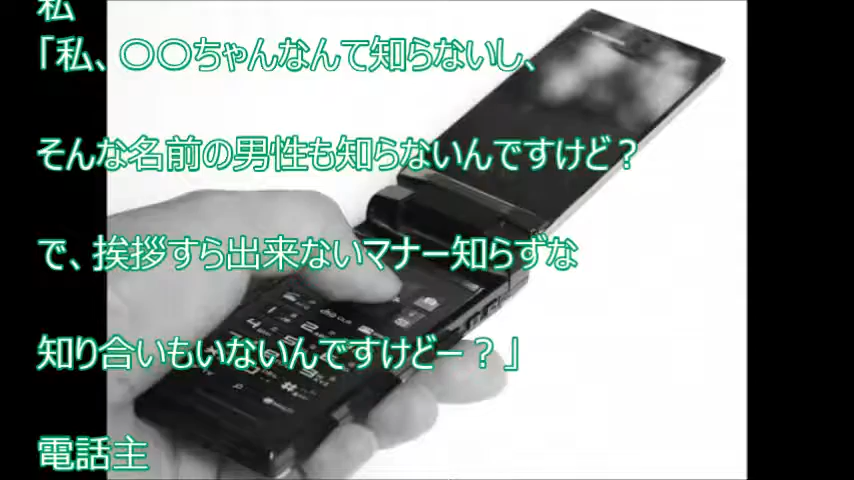 私
「私、〇〇ちゃんなんて知らないし、
そんな名前の男性も知らないんですけど？
で、挨拶すら出来ないマナー知らずな
知り合いもいないんですけどー？」
電話主